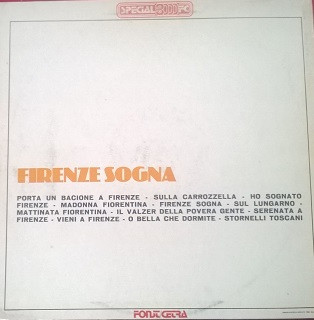 SPECIAL 3000
FIRENZE SOGNA
PORTA UN BACIONE A FIRENZE - SULLA CARROZZELLA - HO SOGNATO
FIRENZE - MADONNA FIORENTINA - FIRENZE SOGNA - SUL LUNGARNO -
MATTINATA FIORENTINA - IL VALZER DELLA POVERA GENTE - SERENATA A
FIRENZE - VIENI A FIRENZE - O BELLA CHE DORMITE - STORNELLI TOSCANI
FONIT CETRA